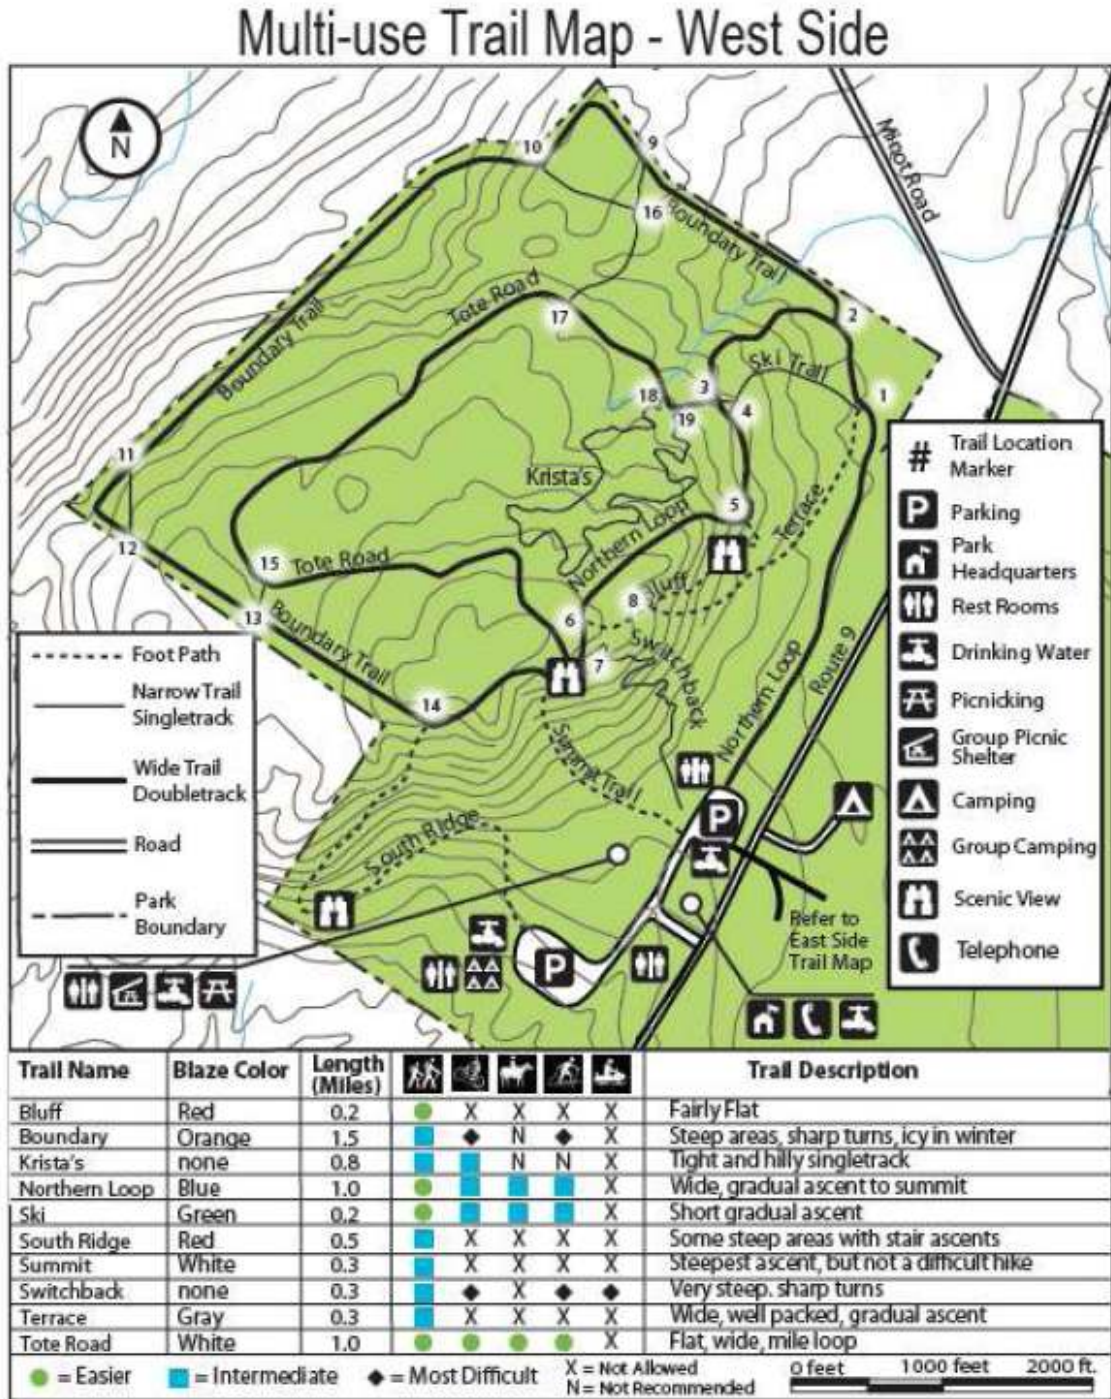 Multi-use Trail Map - West Side
N
Minot Road
10
9
16
Boundary Trail
Tote Road
17
2
Boundary Trail
Ski Trail
3
18
1
4
19
11
Krista's
5
Terrace
12
Northern Loop
15
Tote Road
Bluff
8
13
6
Boundary Trail
Switchback
7
14
Northern Loop
Route 9
Summit Trail
P
South Ridge
P
Refer to
East Side
Trail Map
Foot Path
Narrow Trail
Singletrack
Wide Trail
Doubletrack
Road
Park
Boundary
# Trail Location
Marker
P Parking
Park
Headquarters
Rest Rooms
Drinking Water
Picnicking
Group Picnic
Shelter
Camping
Group Camping
Scenic View
Telephone
Trail Name Blaze Color Length (Miles) Trail Description
Bluff Red 0.2 X X X X Fairly Flat
Boundary Orange 1.5 N X Steep areas, sharp turns, icy in winter
Krista's none 0.8 N N X Tight and hilly singletrack
Northern Loop Blue 1.0 X Wide, gradual ascent to summit
Ski Green 0.2 X Short gradual ascent
South Ridge Red 0.5 X X X X Some steep areas with stair ascents
Summit White 0.3 X X X X Steepest ascent, but not a difficult hike
Switchback none 0.3 X Very steep. sharp turns
Terrace Gray 0.3 X X X X Wide, well packed, gradual ascent
Tote Road White 1.0 X Flat, wide, mile loop
= Easier = Intermediate = Most Difficult X = Not Allowed
N = Not Recommended
0 feet 1000 feet 2000 ft.